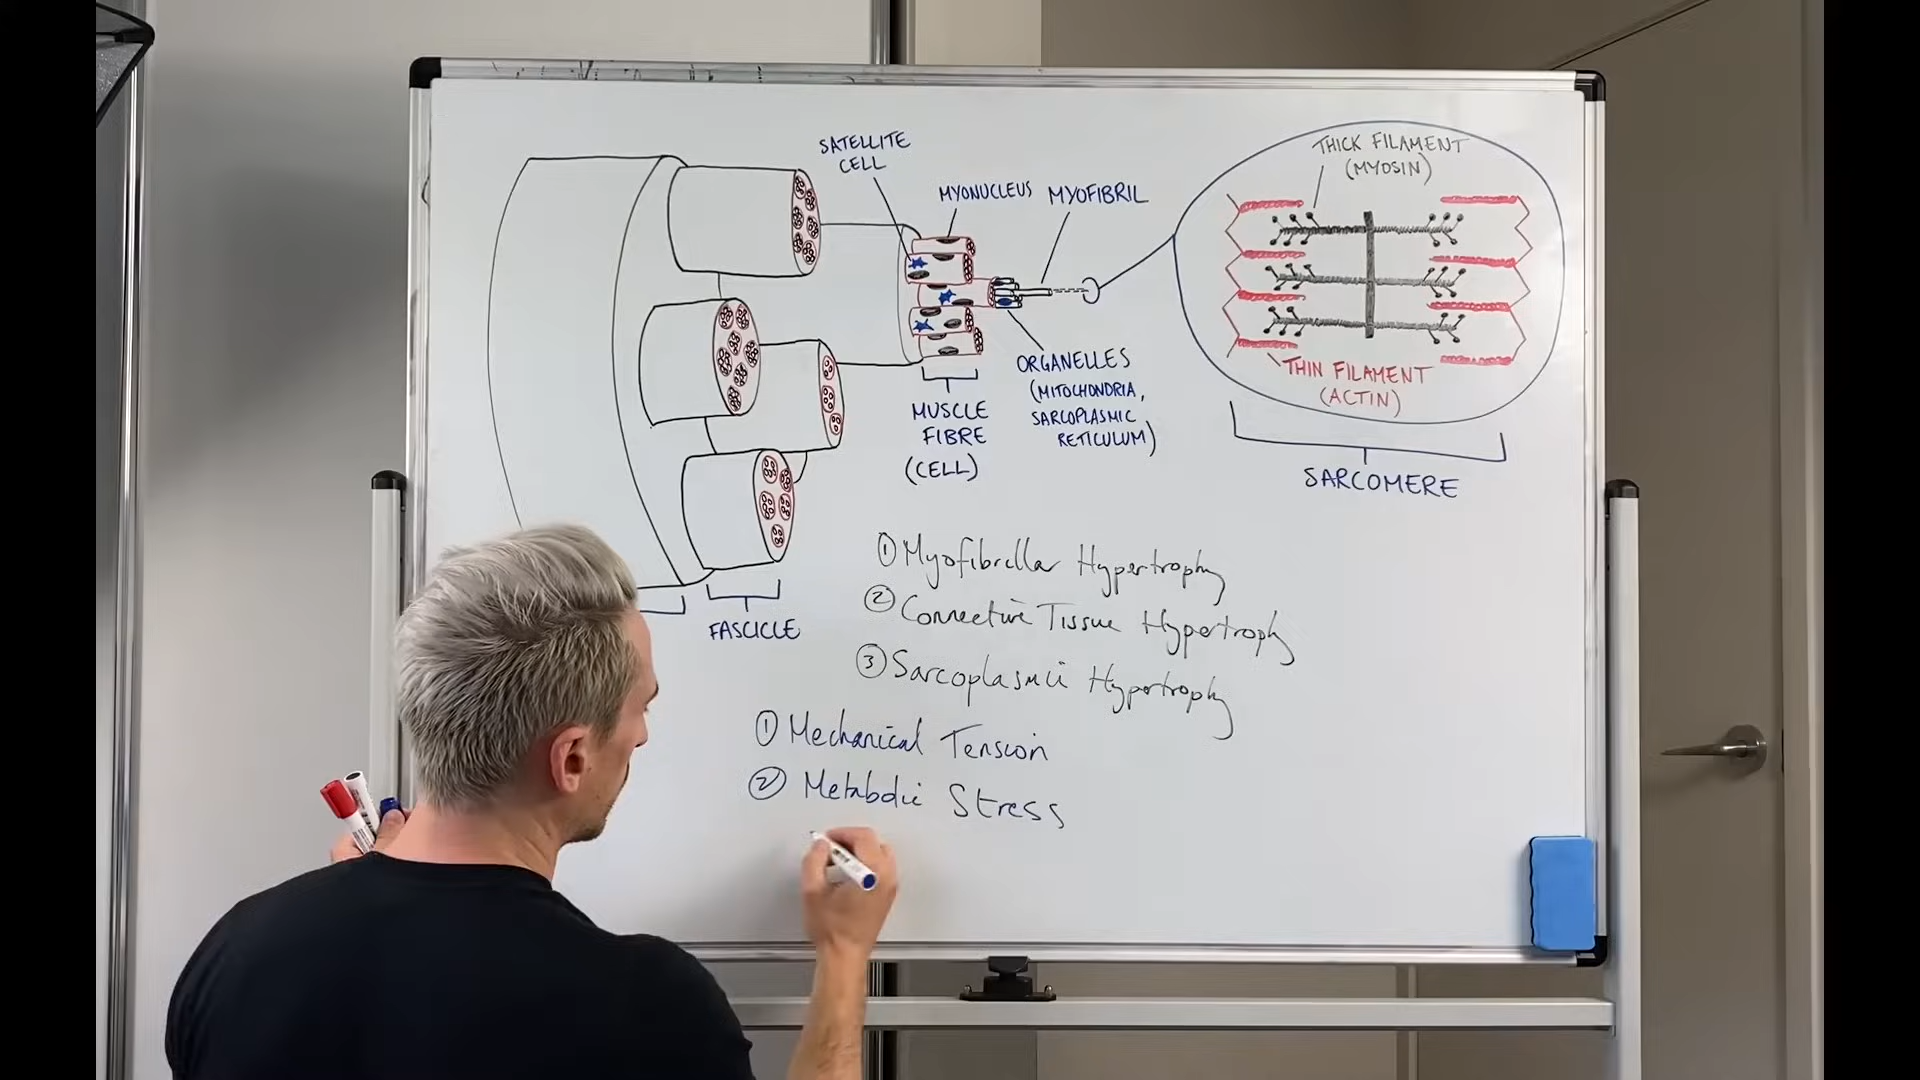 SATELLITE
CELL
MYONUCLEUS
MYOFIBRIL
ORGANELLES
(MITOCHONDRIA,
SARCOPLASMIC
RETICULUM)
MUSCLE
FIBRE
(CELL)
THICK FILAMENT
(MYOSIN)
THIN FILAMENT
(ACTIN)
SARCOMERE
FASCICLE
① Myofibrillar Hypertrophy
② Connective Tissue Hypertrophy
③ Sarcoplasmic Hypertrophy
① Mechanical Tension
② Metabolic Stress